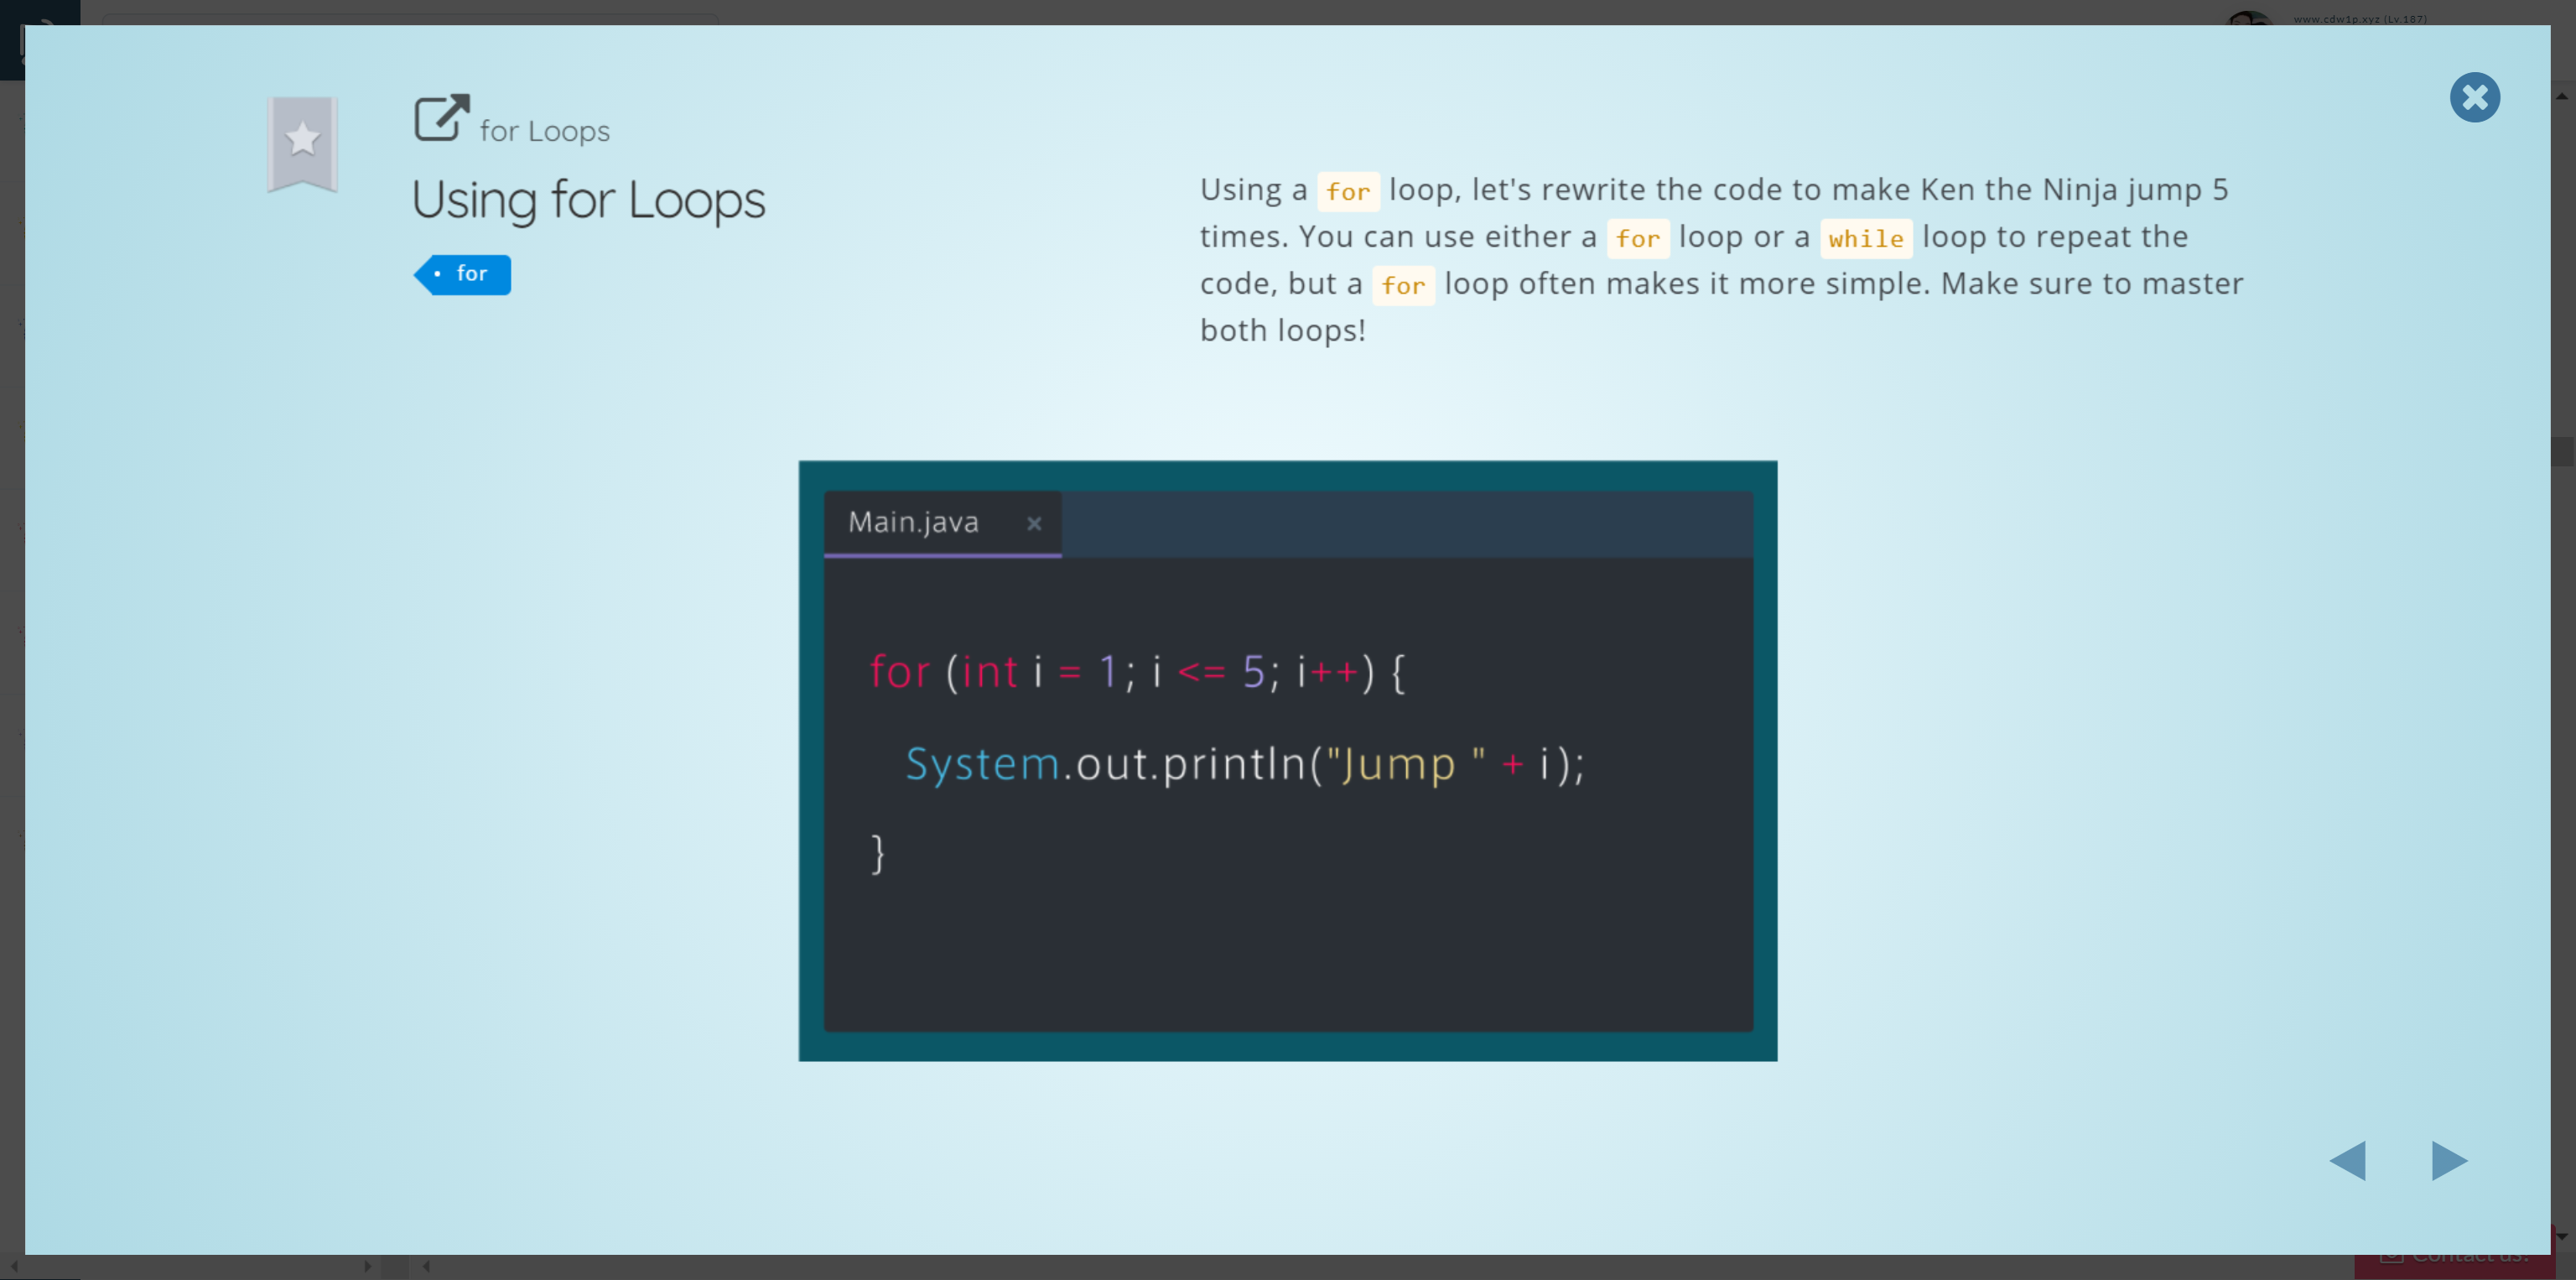 www.cdw1p.xyz (Lv.187)
for Loops
Using for Loops
for
Using a for loop, let's rewrite the code to make Ken the Ninja jump 5
times. You can use either a for loop or a while loop to repeat the
code, but a for loop often makes it more simple. Make sure to master
both loops!
Main.java
for (int i = 1; i <= 5; i++) {
System.out.println("Jump " + i);
}
Contact us!